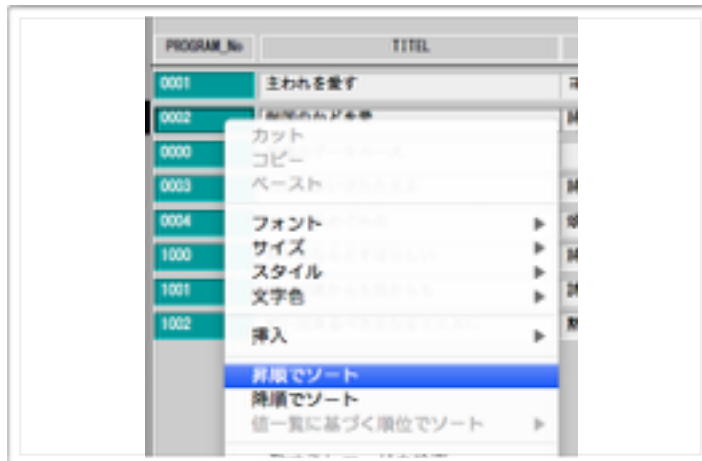 PROGRAM_No TITEL
0001 主われを愛す
0002
0000
0003
0004
1000
1001
1002
カット
コピー
ペースト
フォント
サイズ
スタイル
文字色
挿入
昇順でソート
降順でソート
値一覧に基づく順位でソート